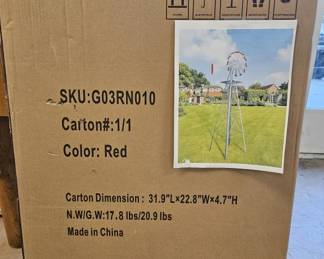 SKU:G03RN010
Carton#:1/1
Color: Red
Carton Dimension : 31.9"L×22.8"W×4.7"H
N.W/G.W:17.8 lbs/20.9 lbs
Made in China